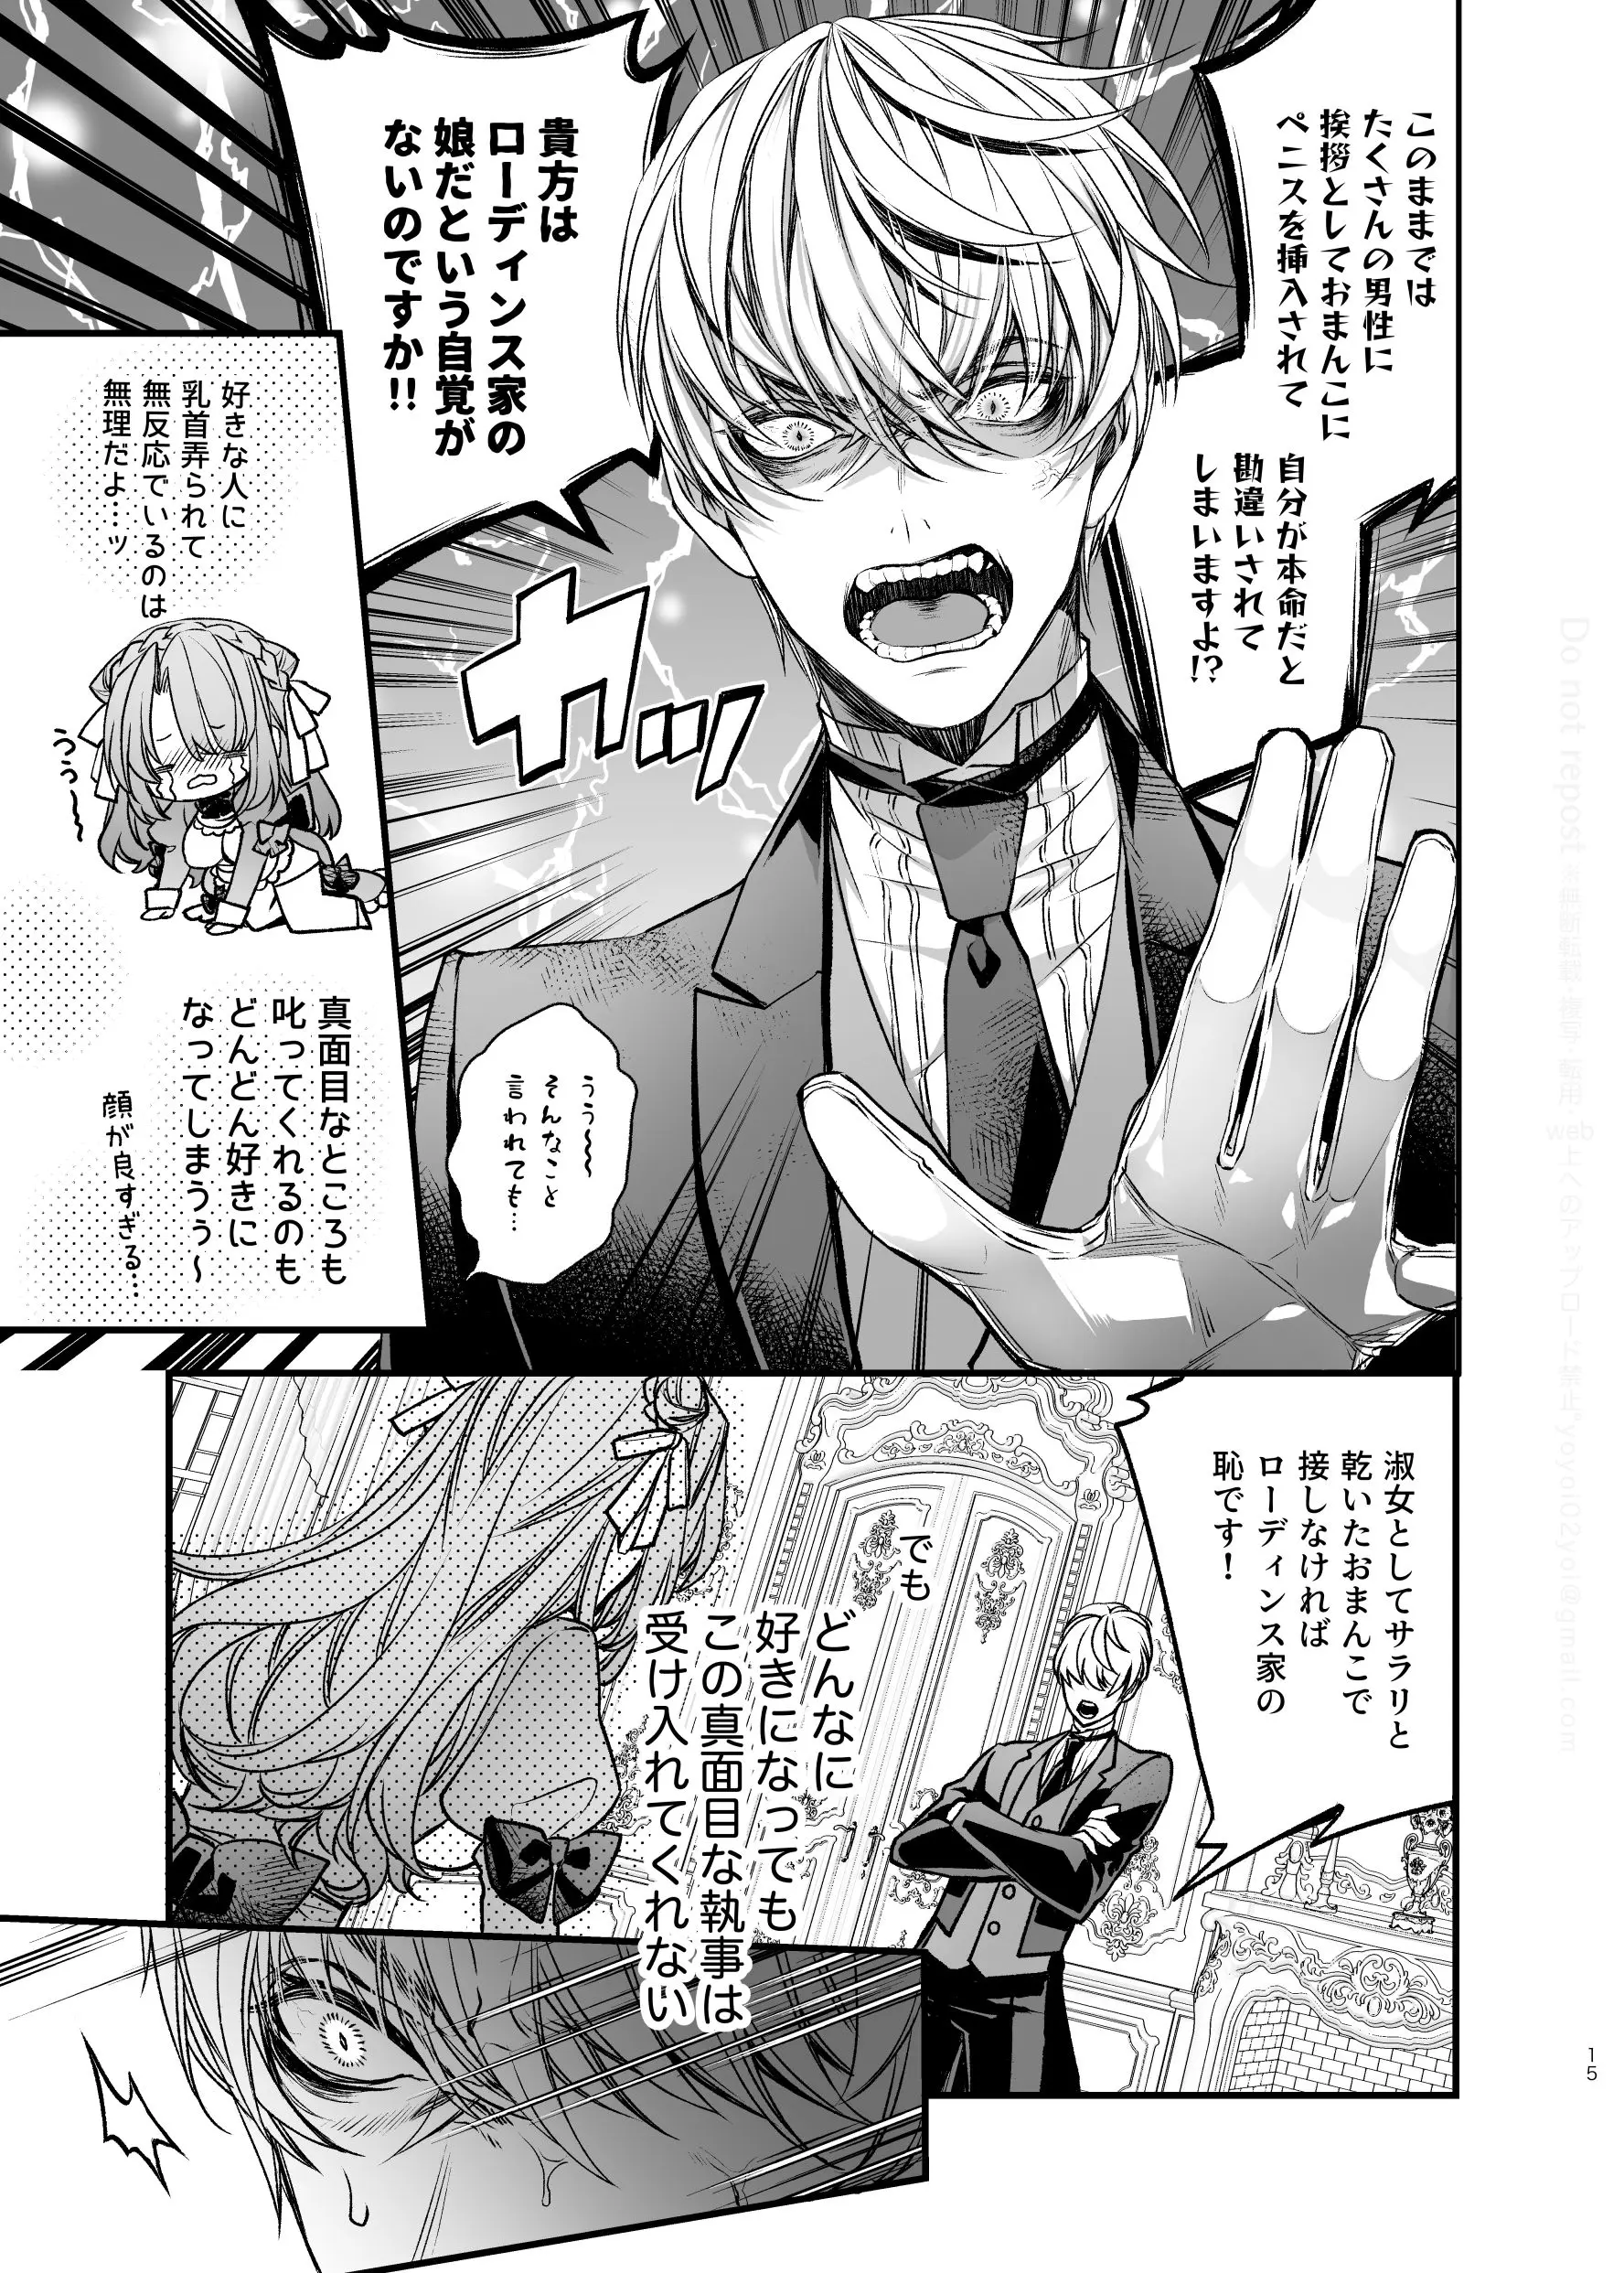 このままでは
たくさんの男性に
挨拶としておまんこに
ペニスを挿入されて
自分が本命だと
勘違いされて
しまいますよ!?
貴方は
ローディンス家の
娘だという自覚が
ないのですか!!
カッ
うう〜〜
そんなこと
言われても…
好きな人に
乳首弄られて
無反応でいるのは
無理だよ…ッ
うぅ〜
真面目なところも
叱ってくれるのも
どんどん好きに
なってしまうぅ〜
顔が良すぎる…
淑女としてサラリと
乾いたおまんこで
接しなければ
ローディンス家の
恥です!
でも
どんなに
好きになっても
この真面目な執事は
受け入れてくれない
15